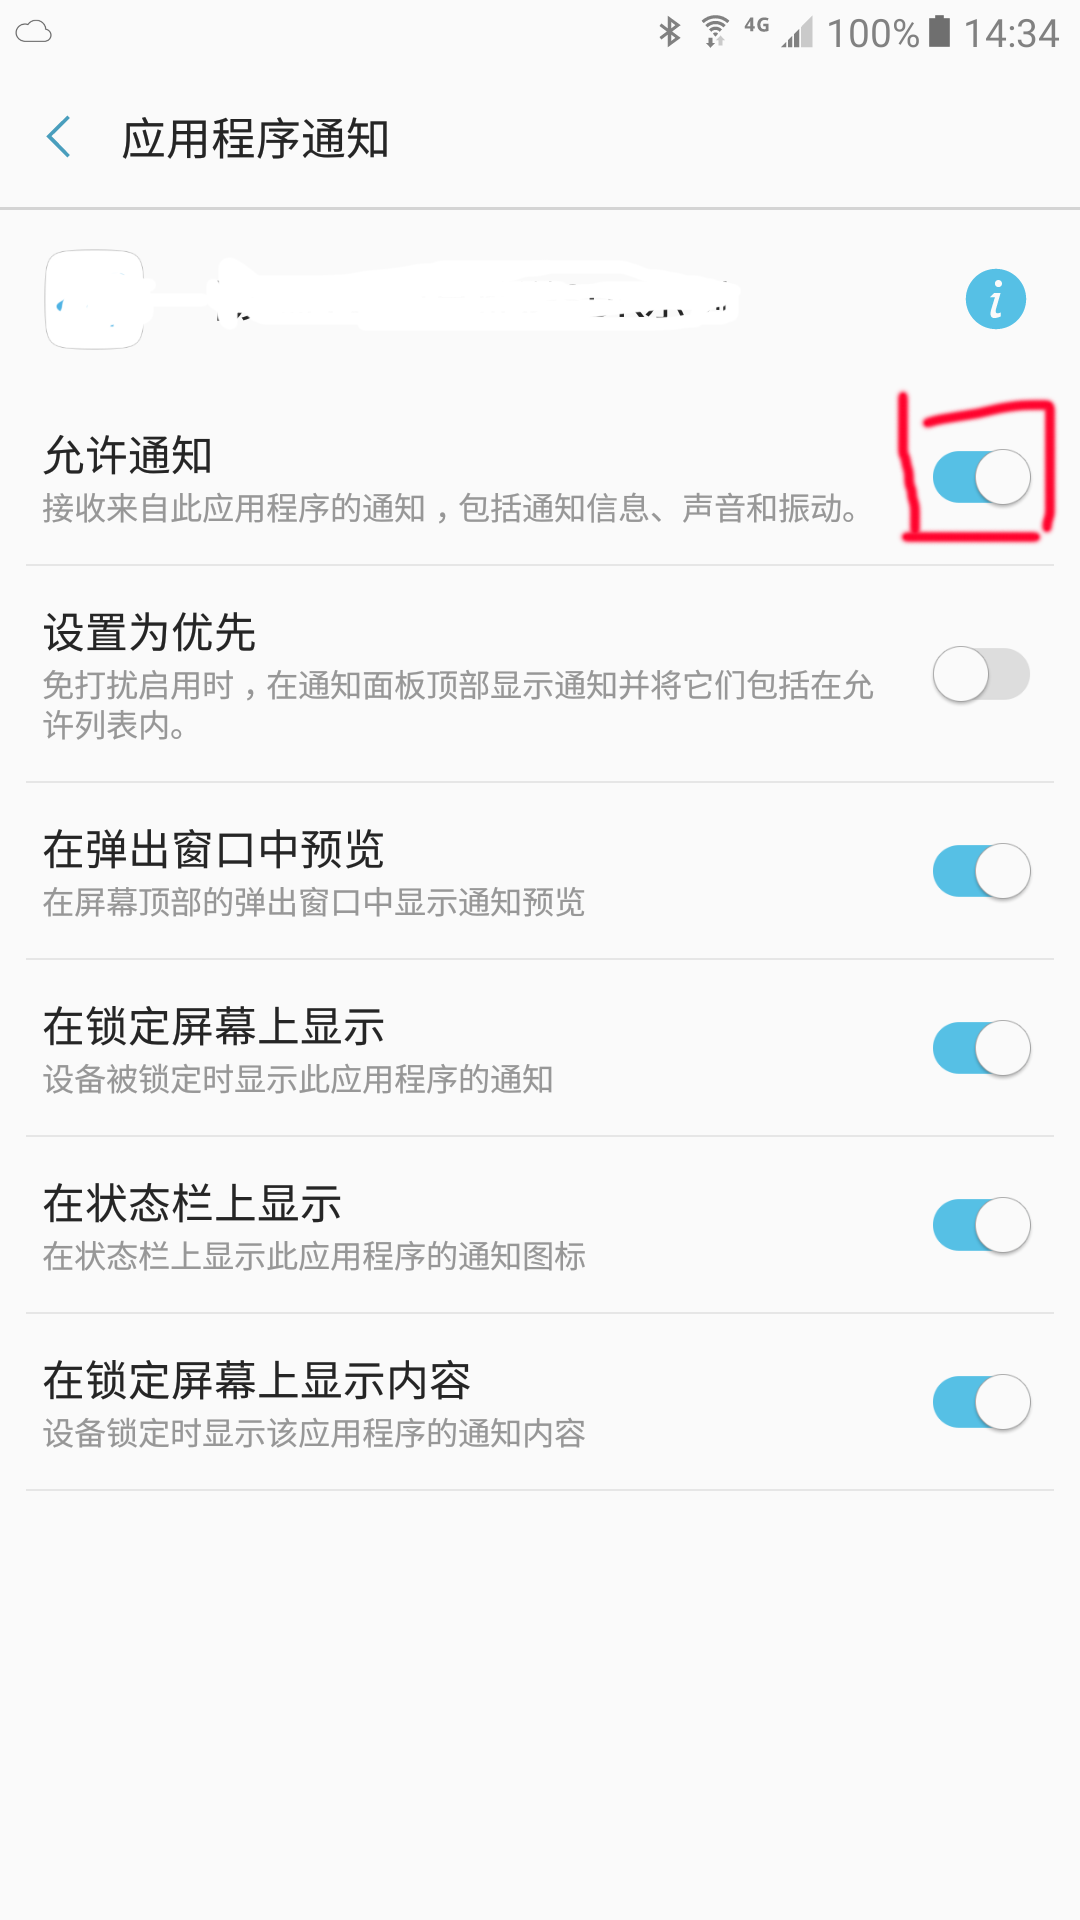 4G 100% 14:34
应用程序通知
允许通知
接收来自此应用程序的通知，包括通知信息、声音和振动。
设置为优先
免打扰启用时，在通知面板顶部显示通知并将它们包括在允
许列表内。
在弹出窗口中预览
在屏幕顶部的弹出窗口中显示通知预览
在锁定屏幕上显示
设备被锁定时显示此应用程序的通知
在状态栏上显示
在状态栏上显示此应用程序的通知图标
在锁定屏幕上显示内容
设备锁定时显示该应用程序的通知内容